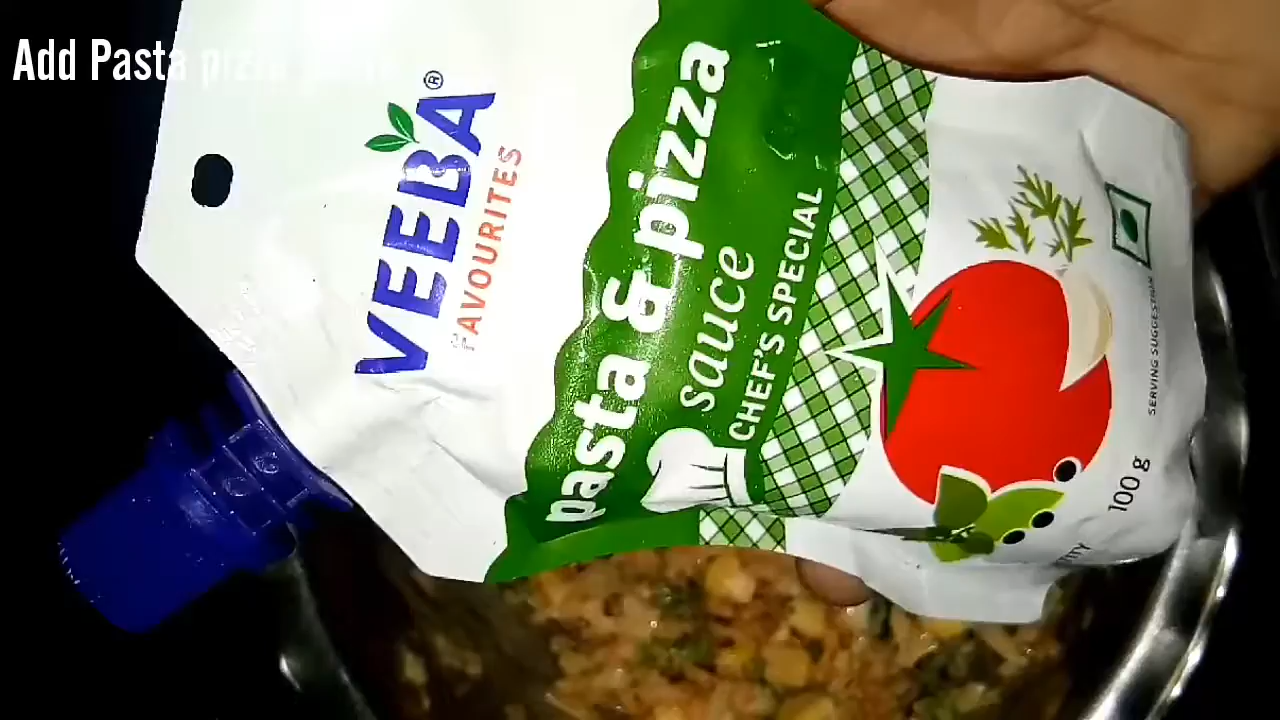 Add Pasta
VEEBA®
FAVOURITES
pasta & pizza
sauce
CHEF'S SPECIAL
SERVING SUGGESTION
100 g